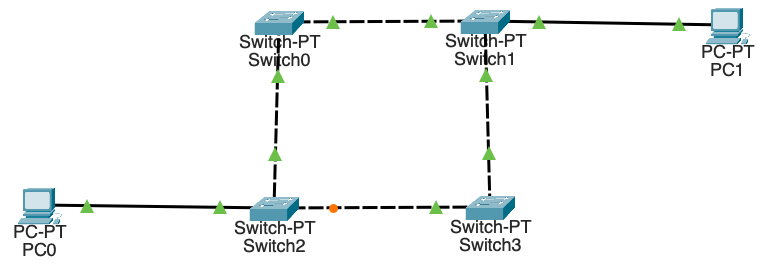 Switch-PT
Switch0
Switch-PT
Switch1
PC-PT
PC1
PC-PT
PC0
Switch-PT
Switch2
Switch-PT
Switch3